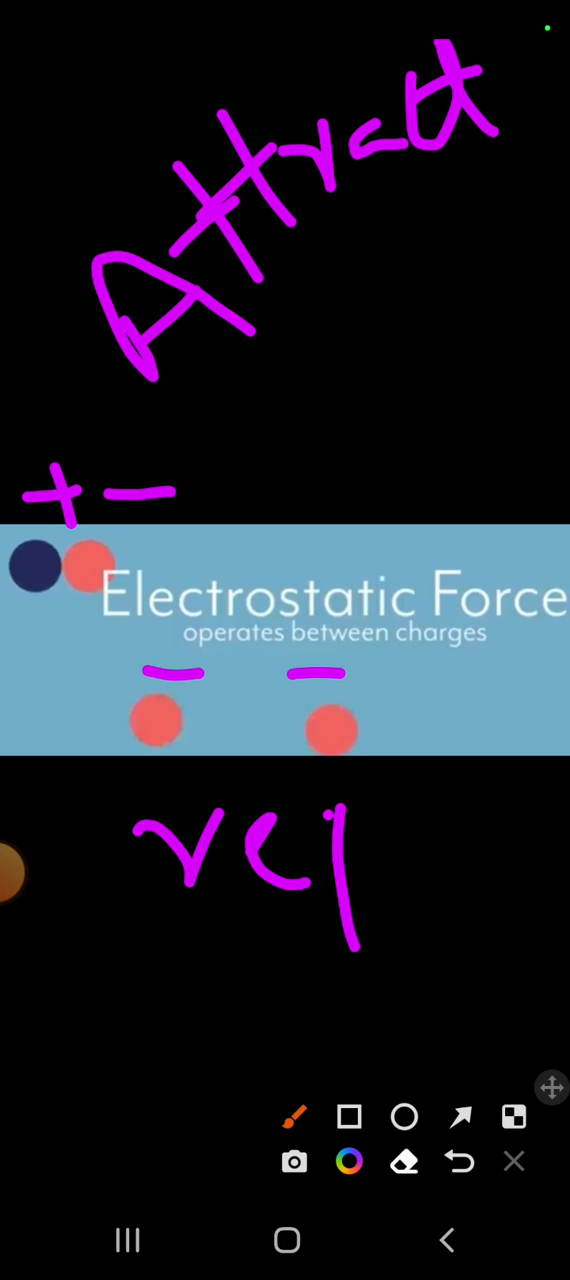 Attract
+ −
Electrostatic Force
operates between charges
− −